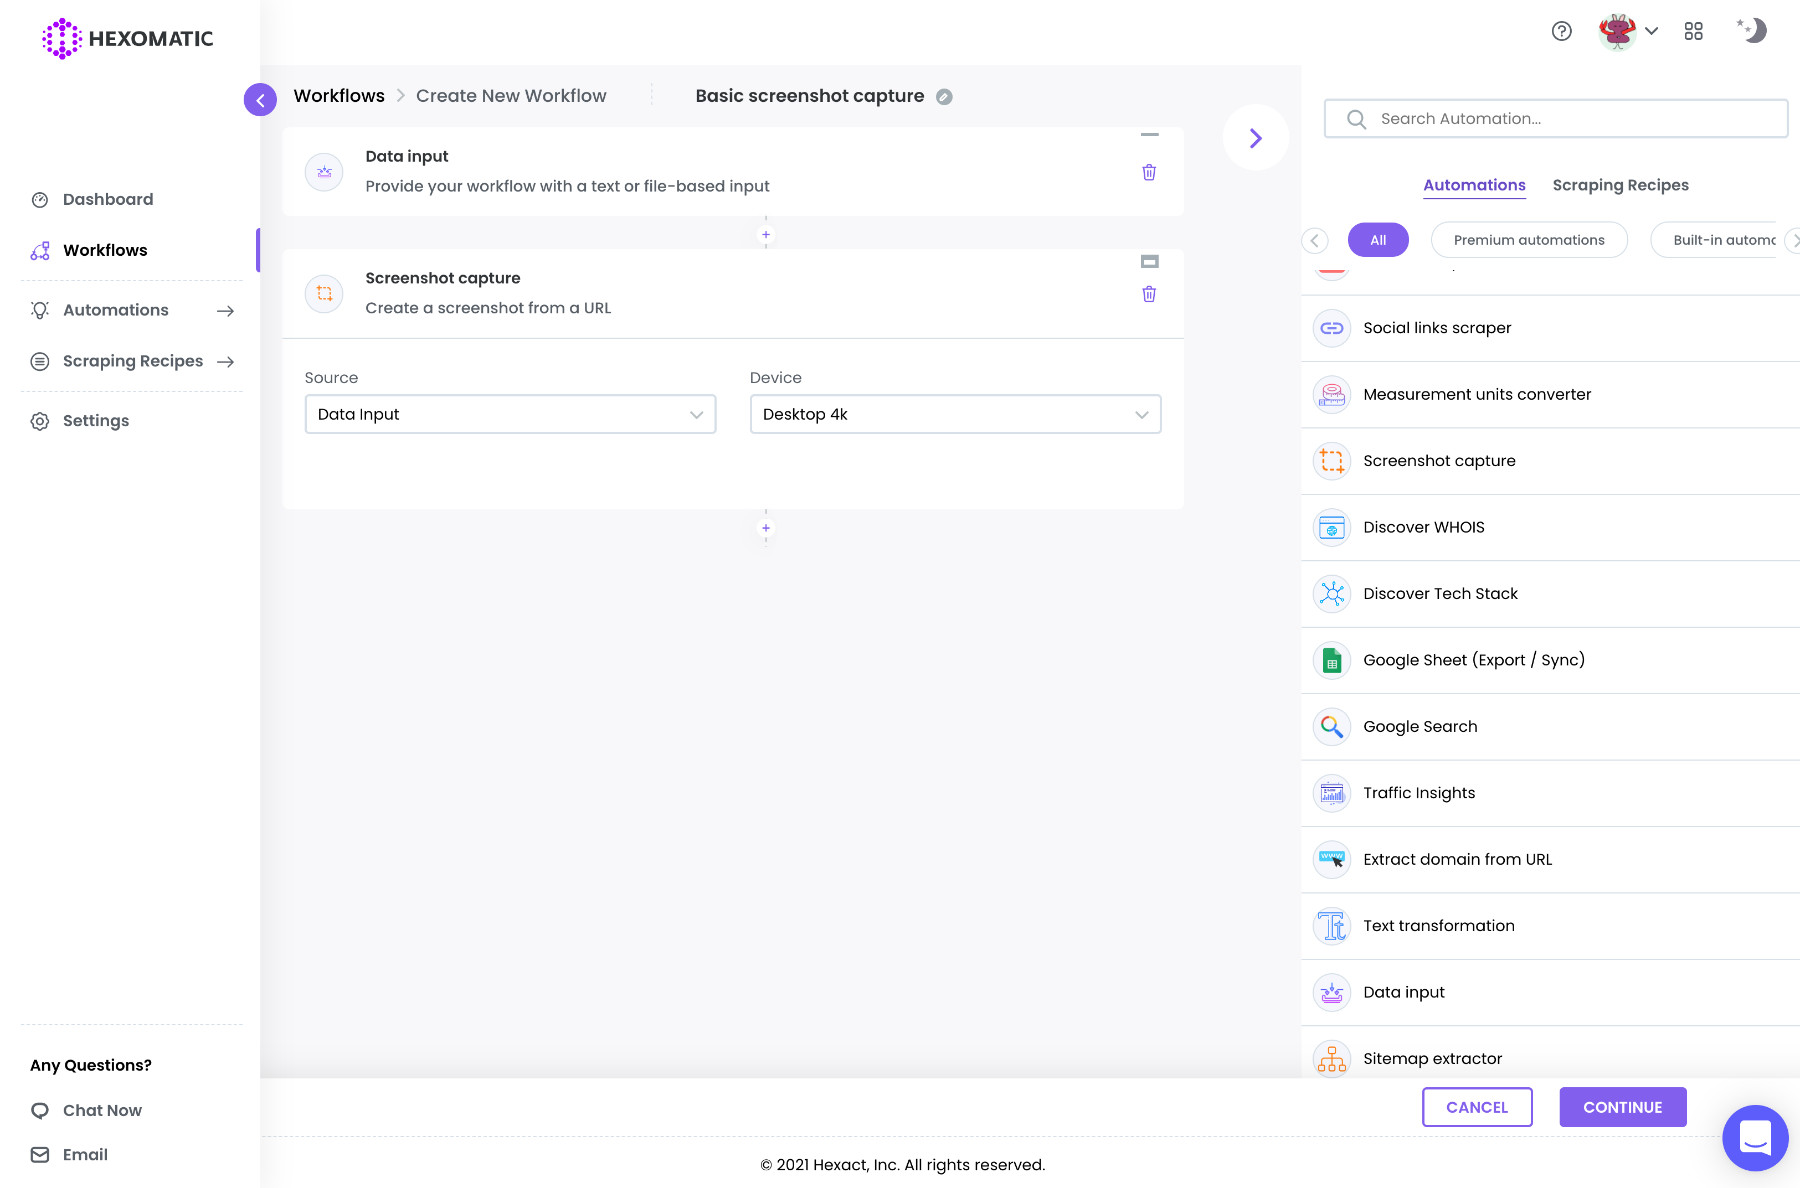 HEXOMATIC
Dashboard
Workflows
Automations
Scraping Recipes
Settings
Any Questions?
Chat Now
Email
Workflows > Create New Workflow
Basic screenshot capture
Data input
Provide your workflow with a text or file-based input
+
Screenshot capture
Create a screenshot from a URL
Source
Data Input
Device
Desktop 4k
+
Search Automation...
Automations
Scraping Recipes
All
Premium automations
Built-in automa
Social links scraper
Measurement units converter
Screenshot capture
Discover WHOIS
Discover Tech Stack
Google Sheet (Export / Sync)
Google Search
Traffic Insights
Extract domain from URL
Text transformation
Data input
Sitemap extractor
CANCEL
CONTINUE
© 2021 Hexact, Inc. All rights reserved.